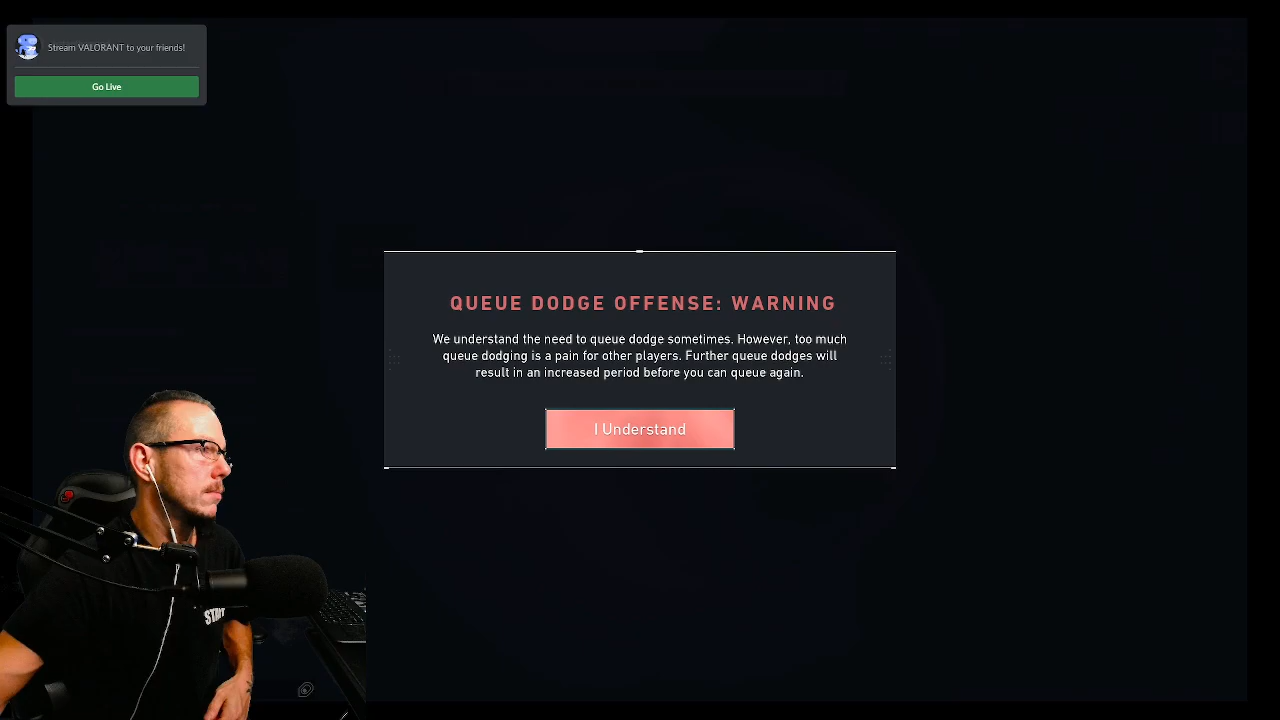 Stream VALORANT to your friends!
Go Live
QUEUE DODGE OFFENSE: WARNING
We understand the need to queue dodge sometimes. However, too much
queue dodging is a pain for other players. Further queue dodges will
result in an increased period before you can queue again.
I Understand